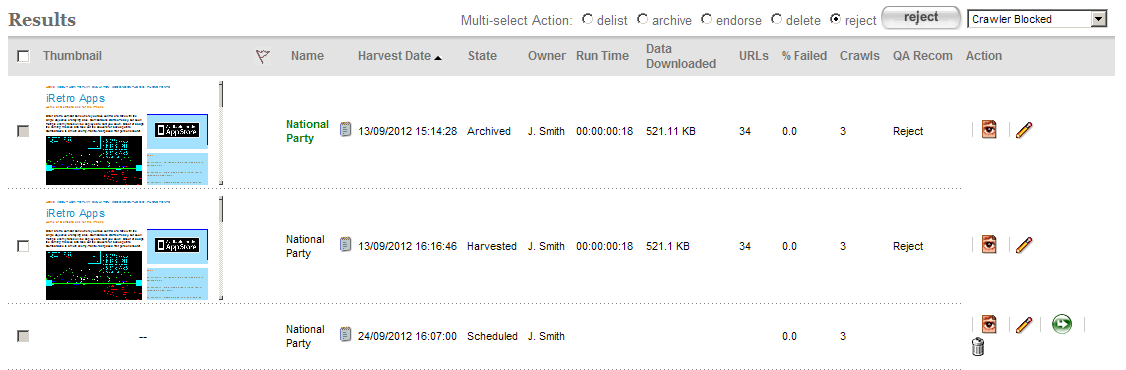 Results
Multi-select Action: delist archive endorse delete reject reject Crawler Blocked
Thumbnail Name Harvest Date State Owner Run Time Data Downloaded URLs % Failed Crawls QA Recom Action
iRetro Apps
AppStore
National Party 13/09/2012 15:14:28 Archived J. Smith 00:00:00:18 521.11 KB 34 0.0 3 Reject
iRetro Apps
AppStore
National Party 13/09/2012 16:16:46 Harvested J. Smith 00:00:00:18 521.1 KB 34 0.0 3 Reject
-- National Party 24/09/2012 16:07:00 Scheduled J. Smith 0.0 3